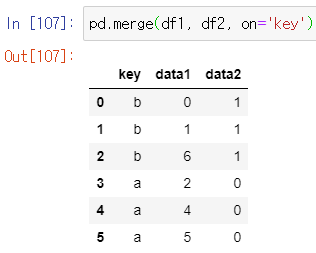 In [107]: pd.merge(df1, df2, on='key')
Out[107]:
key data1 data2
0 b 0 1
1 b 1 1
2 b 6 1
3 a 2 0
4 a 4 0
5 a 5 0